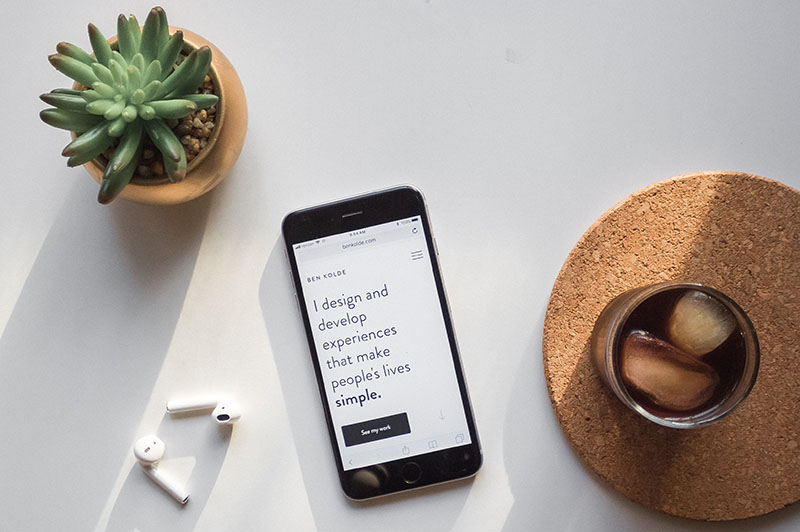 verizon 9:54 AM
benkolde.com
BEN KOLDE
I design and
develop
experiences
that make
people's lives
simple.
See my work